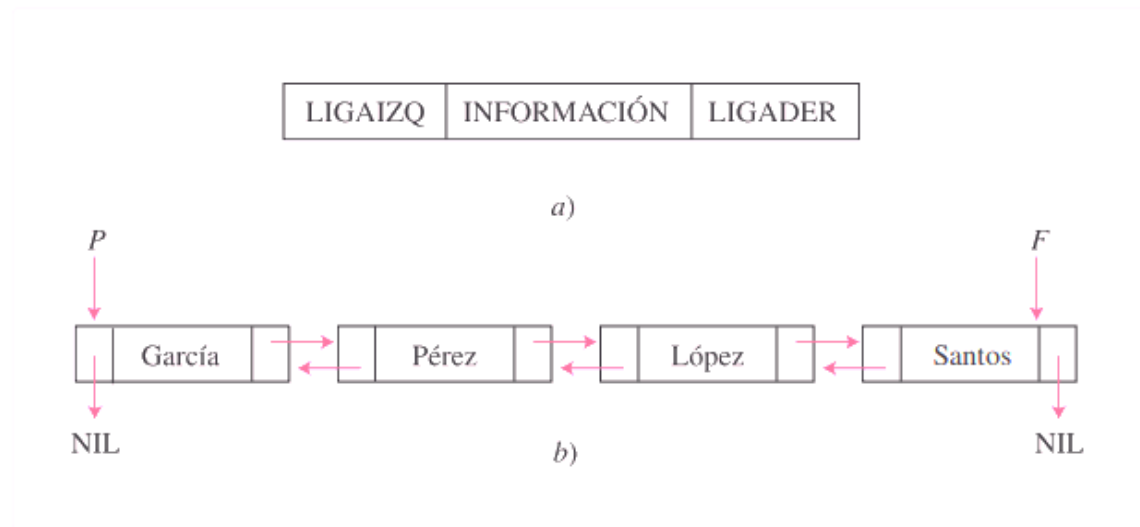 LIGAIZQ INFORMACIÓN LIGADER
a)
P F
García Pérez López Santos
NIL NIL
b)